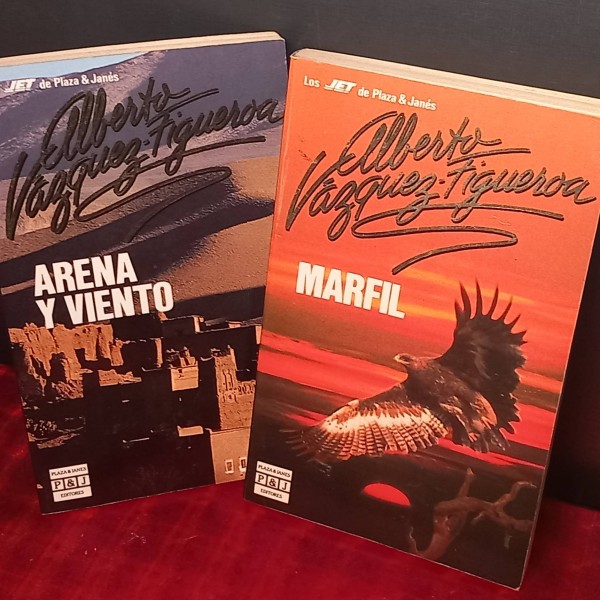 JET de Plaza & Janés
Alberto
Vázquez-Figueroa
ARENA
Y VIENTO
PLAZA & JANES
P & J
EDITORES
Los JET de Plaza & Janés
Alberto
Vázquez-Figueroa
MARFIL
PLAZA & JANES
P & J
EDITORES